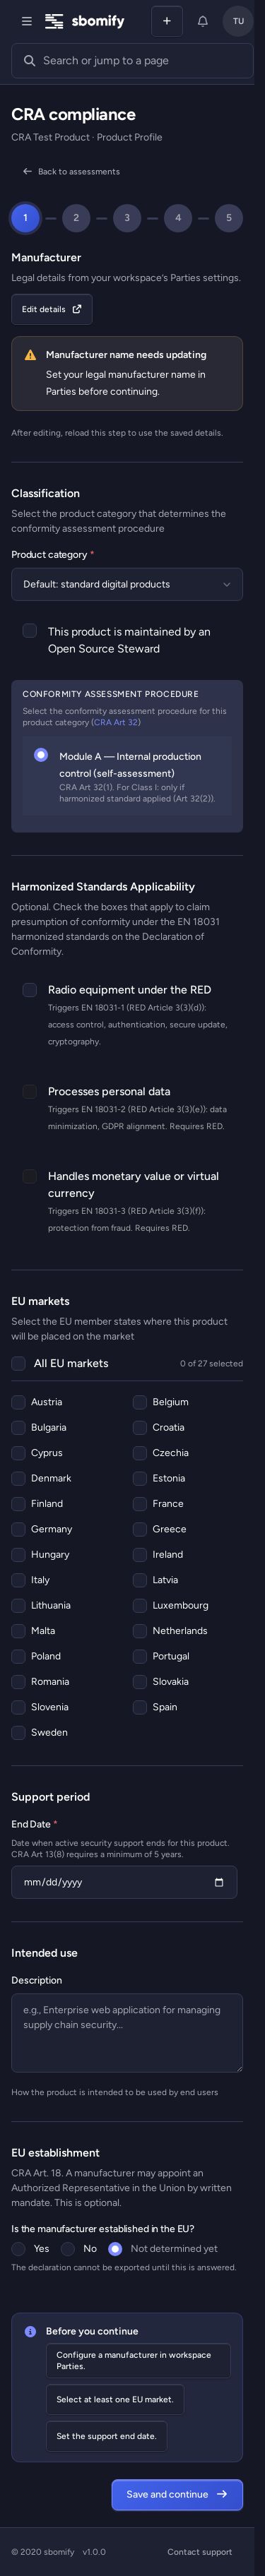 sbomify
TU
Search or jump to a page
CRA compliance
CRA Test Product · Product Profile
Back to assessments
1 2 3 4 5
Manufacturer
Legal details from your workspace's Parties settings.
Edit details
Manufacturer name needs updating
Set your legal manufacturer name in
Parties before continuing.
After editing, reload this step to use the saved details.
Classification
Select the product category that determines the
conformity assessment procedure
Product category *
Default: standard digital products
This product is maintained by an
Open Source Steward
CONFORMITY ASSESSMENT PROCEDURE
Select the conformity assessment procedure for this
product category (CRA Art 32)
Module A — Internal production
control (self-assessment)
CRA Art 32(1). For Class I: only if
harmonized standard applied (Art 32(2)).
Harmonized Standards Applicability
Optional. Check the boxes that apply to claim
presumption of conformity under the EN 18031
harmonized standards on the Declaration of
Conformity.
Radio equipment under the RED
Triggers EN 18031-1 (RED Article 3(3)(d)):
access control, authentication, secure update,
cryptography.
Processes personal data
Triggers EN 18031-2 (RED Article 3(3)(e)): data
minimization, GDPR alignment. Requires RED.
Handles monetary value or virtual
currency
Triggers EN 18031-3 (RED Article 3(3)(f)):
protection from fraud. Requires RED.
EU markets
Select the EU member states where this product
will be placed on the market
All EU markets 0 of 27 selected
Austria Belgium
Bulgaria Croatia
Cyprus Czechia
Denmark Estonia
Finland France
Germany Greece
Hungary Ireland
Italy Latvia
Lithuania Luxembourg
Malta Netherlands
Poland Portugal
Romania Slovakia
Slovenia Spain
Sweden
Support period
End Date *
Date when active security support ends for this product.
CRA Art 13(8) requires a minimum of 5 years.
mm/dd/yyyy
Intended use
Description
e.g., Enterprise web application for managing
supply chain security...
How the product is intended to be used by end users
EU establishment
CRA Art. 18. A manufacturer may appoint an
Authorized Representative in the Union by written
mandate. This is optional.
Is the manufacturer established in the EU?
Yes No Not determined yet
The declaration cannot be exported until this is answered.
Before you continue
Configure a manufacturer in workspace
Parties.
Select at least one EU market.
Set the support end date.
Save and continue
© 2020 sbomify v1.0.0 Contact support